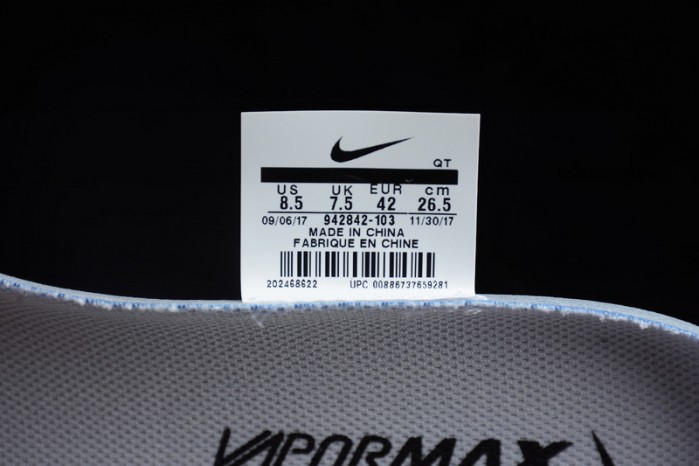 QT
US UK EUR cm
8.5 7.5 42 26.5
09/06/17 942842-103 11/30/17
MADE IN CHINA
FABRIQUE EN CHINE
202468622 UPC 00886737659281
VAPORMAX